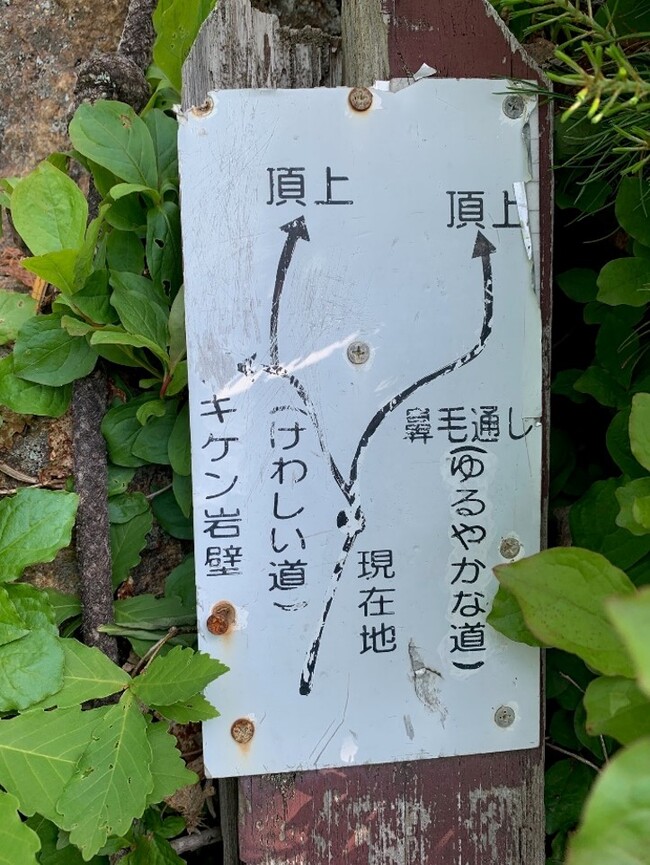 頂上
頂上
キケン岩壁
(けわしい道)
鼻毛通し
(ゆるやかな道)
現在地